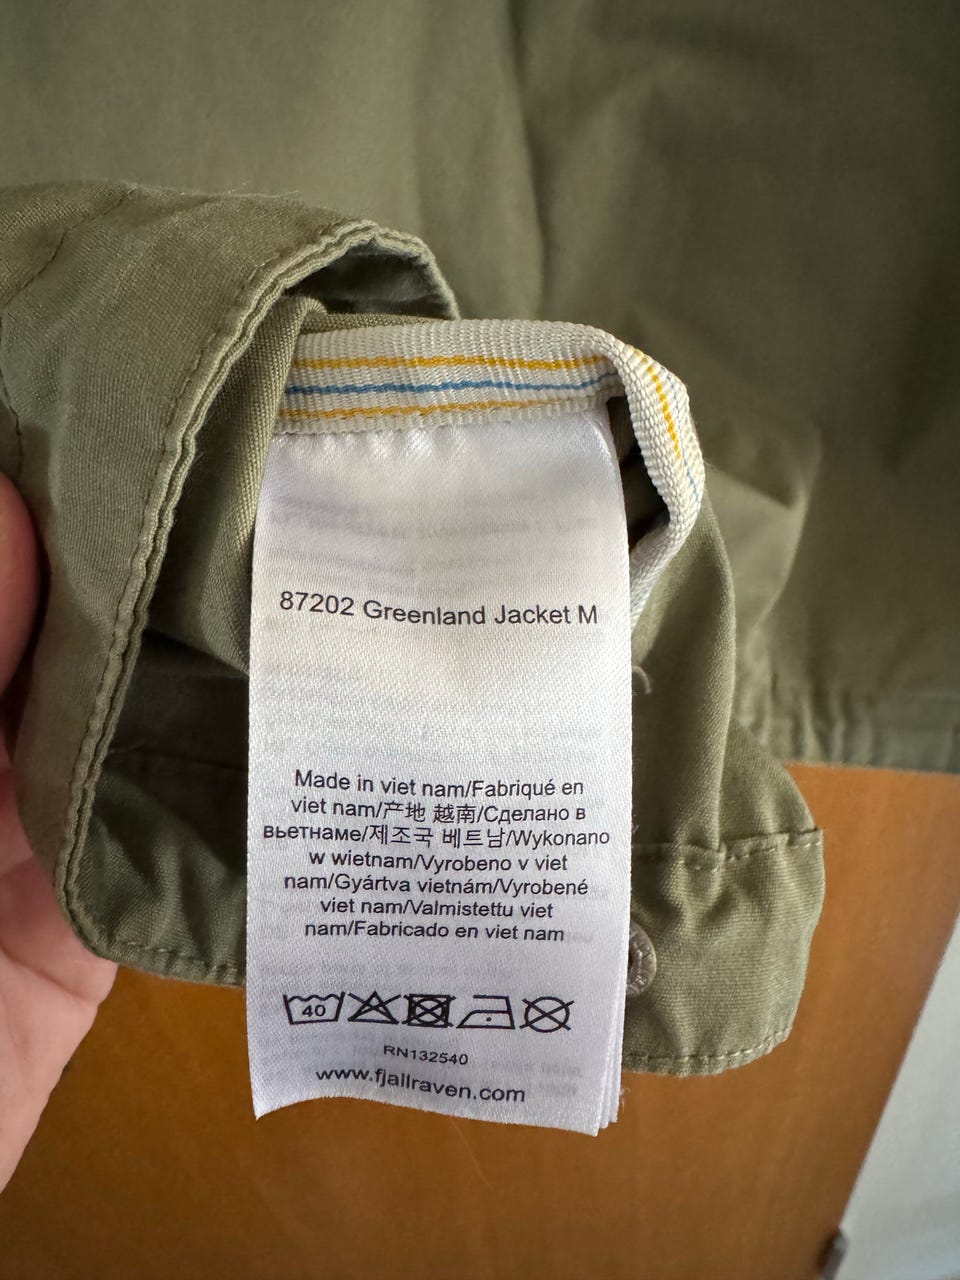 87202 Greenland Jacket M
Made in viet nam/Fabriqué en
viet nam/产地 越南/Сделано в
вьетнаме/제조국 베트남/Wykonano
w wietnam/Vyrobeno v viet
nam/Gyártva vietnám/Vyrobené
viet nam/Valmistettu viet
nam/Fabricado en viet nam
40
RN132540
www.fjallraven.com